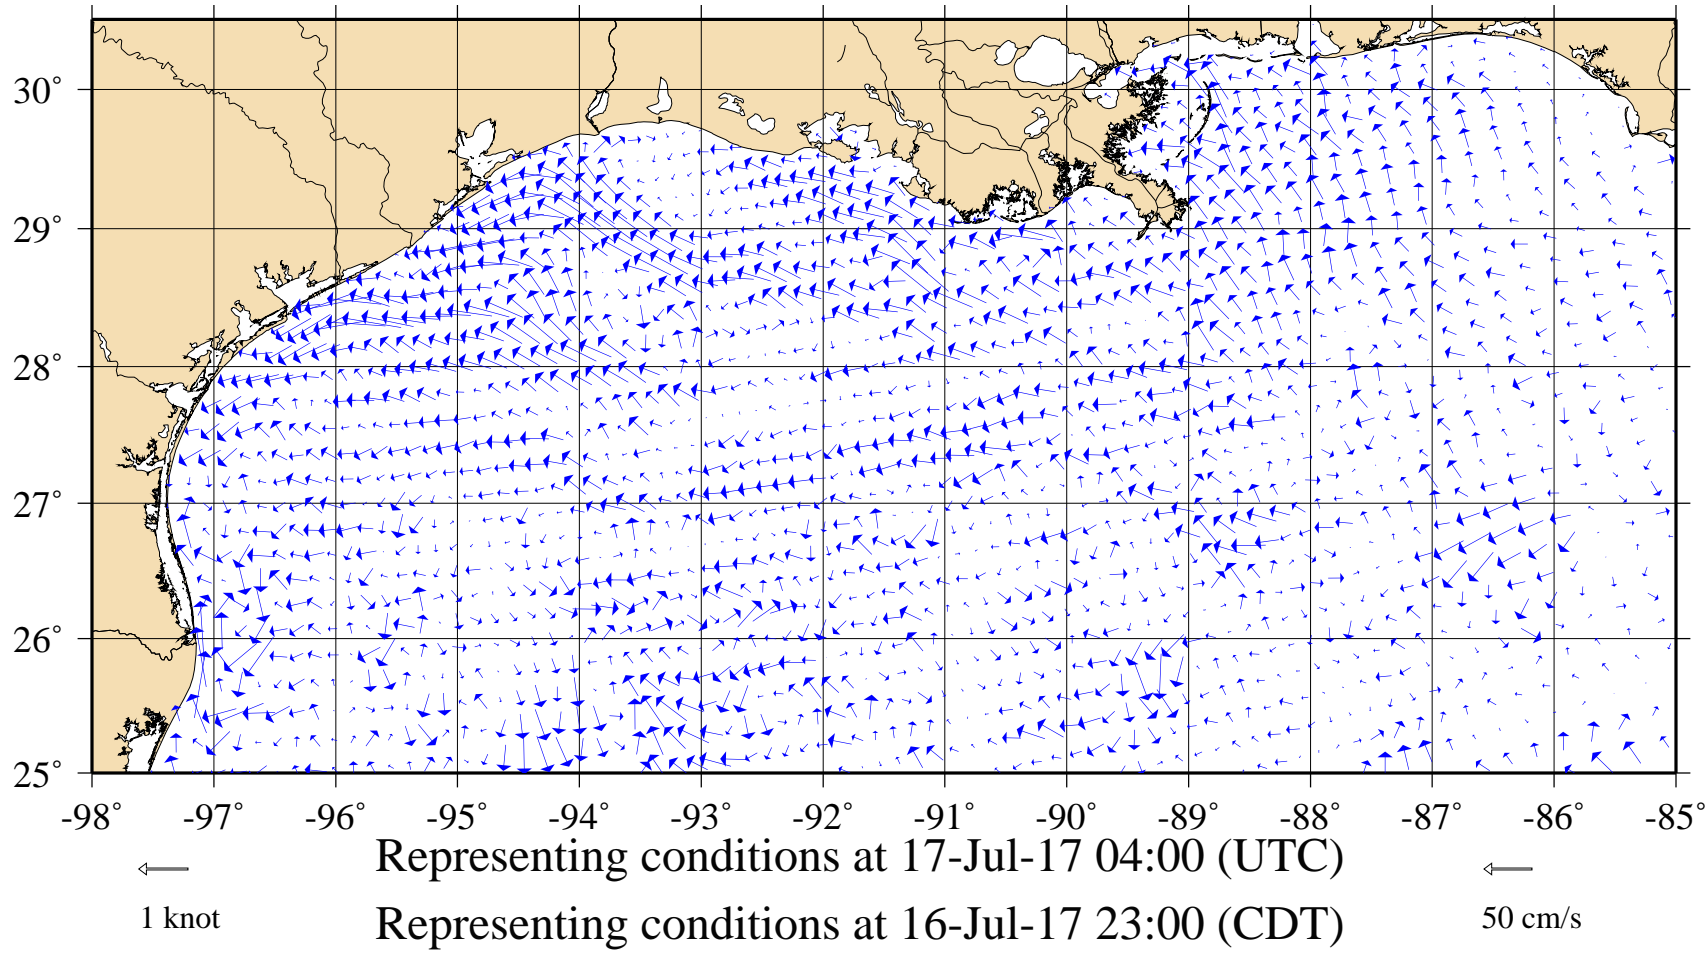 30°
29°
28°
27°
26°
25°
-98° -97° -96° -95° -94° -93° -92° -91° -90° -89° -88° -87° -86° -85°
Representing conditions at 17-Jul-17 04:00 (UTC)
1 knot
Representing conditions at 16-Jul-17 23:00 (CDT)
50 cm/s